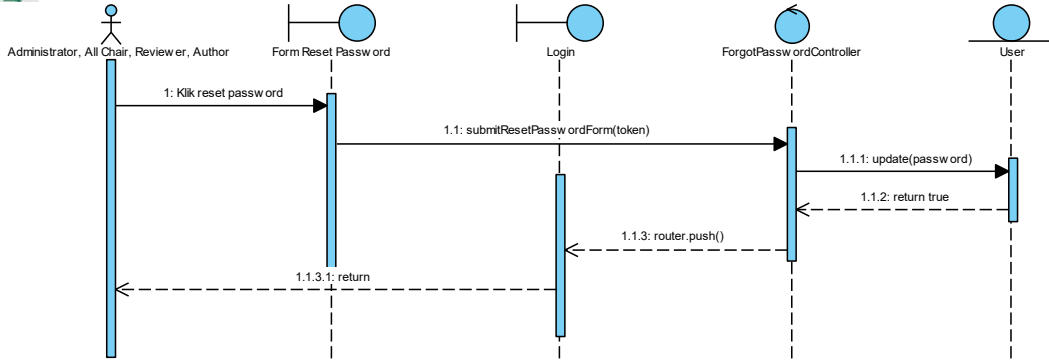 Administrator, All Chair, Reviewer, Author
Form Reset Password
Login
ForgotPasswordController
User
1: Klik reset password
1.1: submitResetPasswordForm(token)
1.1.1: update(password)
1.1.2: return true
1.1.3: router.push()
1.1.3.1: return